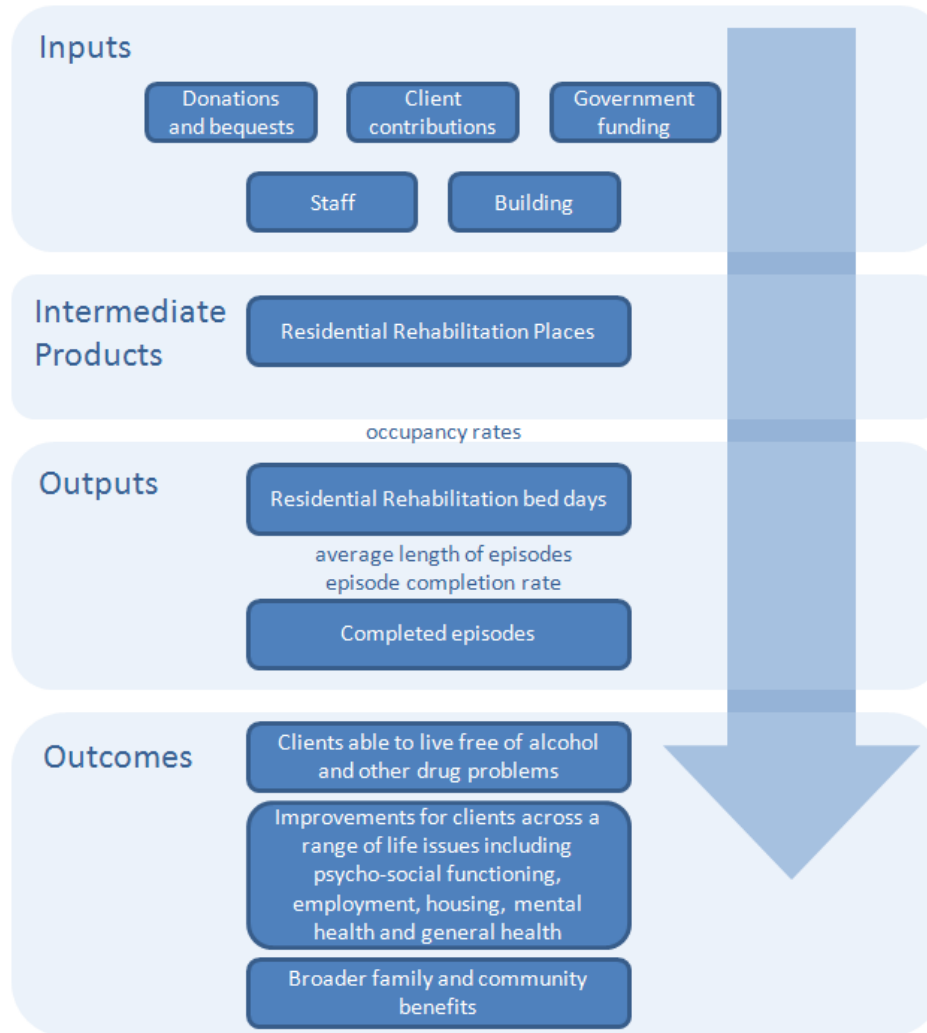 Inputs
Donations
and bequests
Client
contributions
Government
funding
Staff
Building
Intermediate
Products
Residential Rehabilitation Places
occupancy rates
Outputs
Residential Rehabilitation bed days
average length of episodes
episode completion rate
Completed episodes
Outcomes
Clients able to live free of alcohol
and other drug problems
Improvements for clients across a
range of life issues including
psycho-social functioning,
employment, housing, mental
health and general health
Broader family and community
benefits